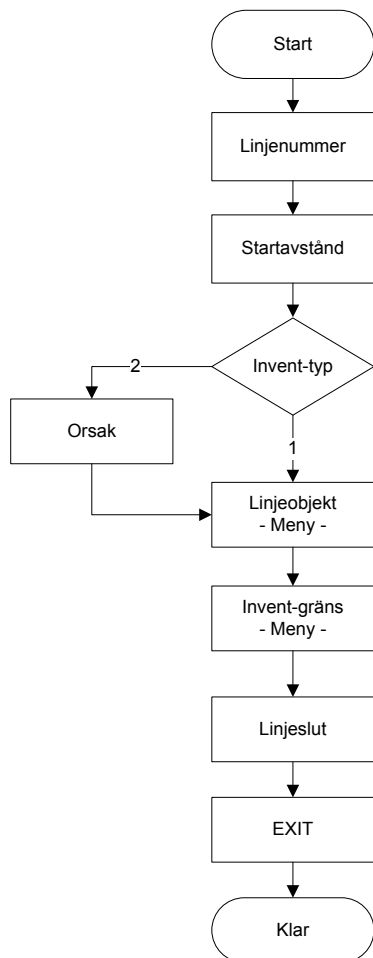 Start
Linjenummer
Startavstånd
Invent-typ
2
Orsak
1
Linjeobjekt
- Meny -
Invent-gräns
- Meny -
Linjeslut
EXIT
Klar